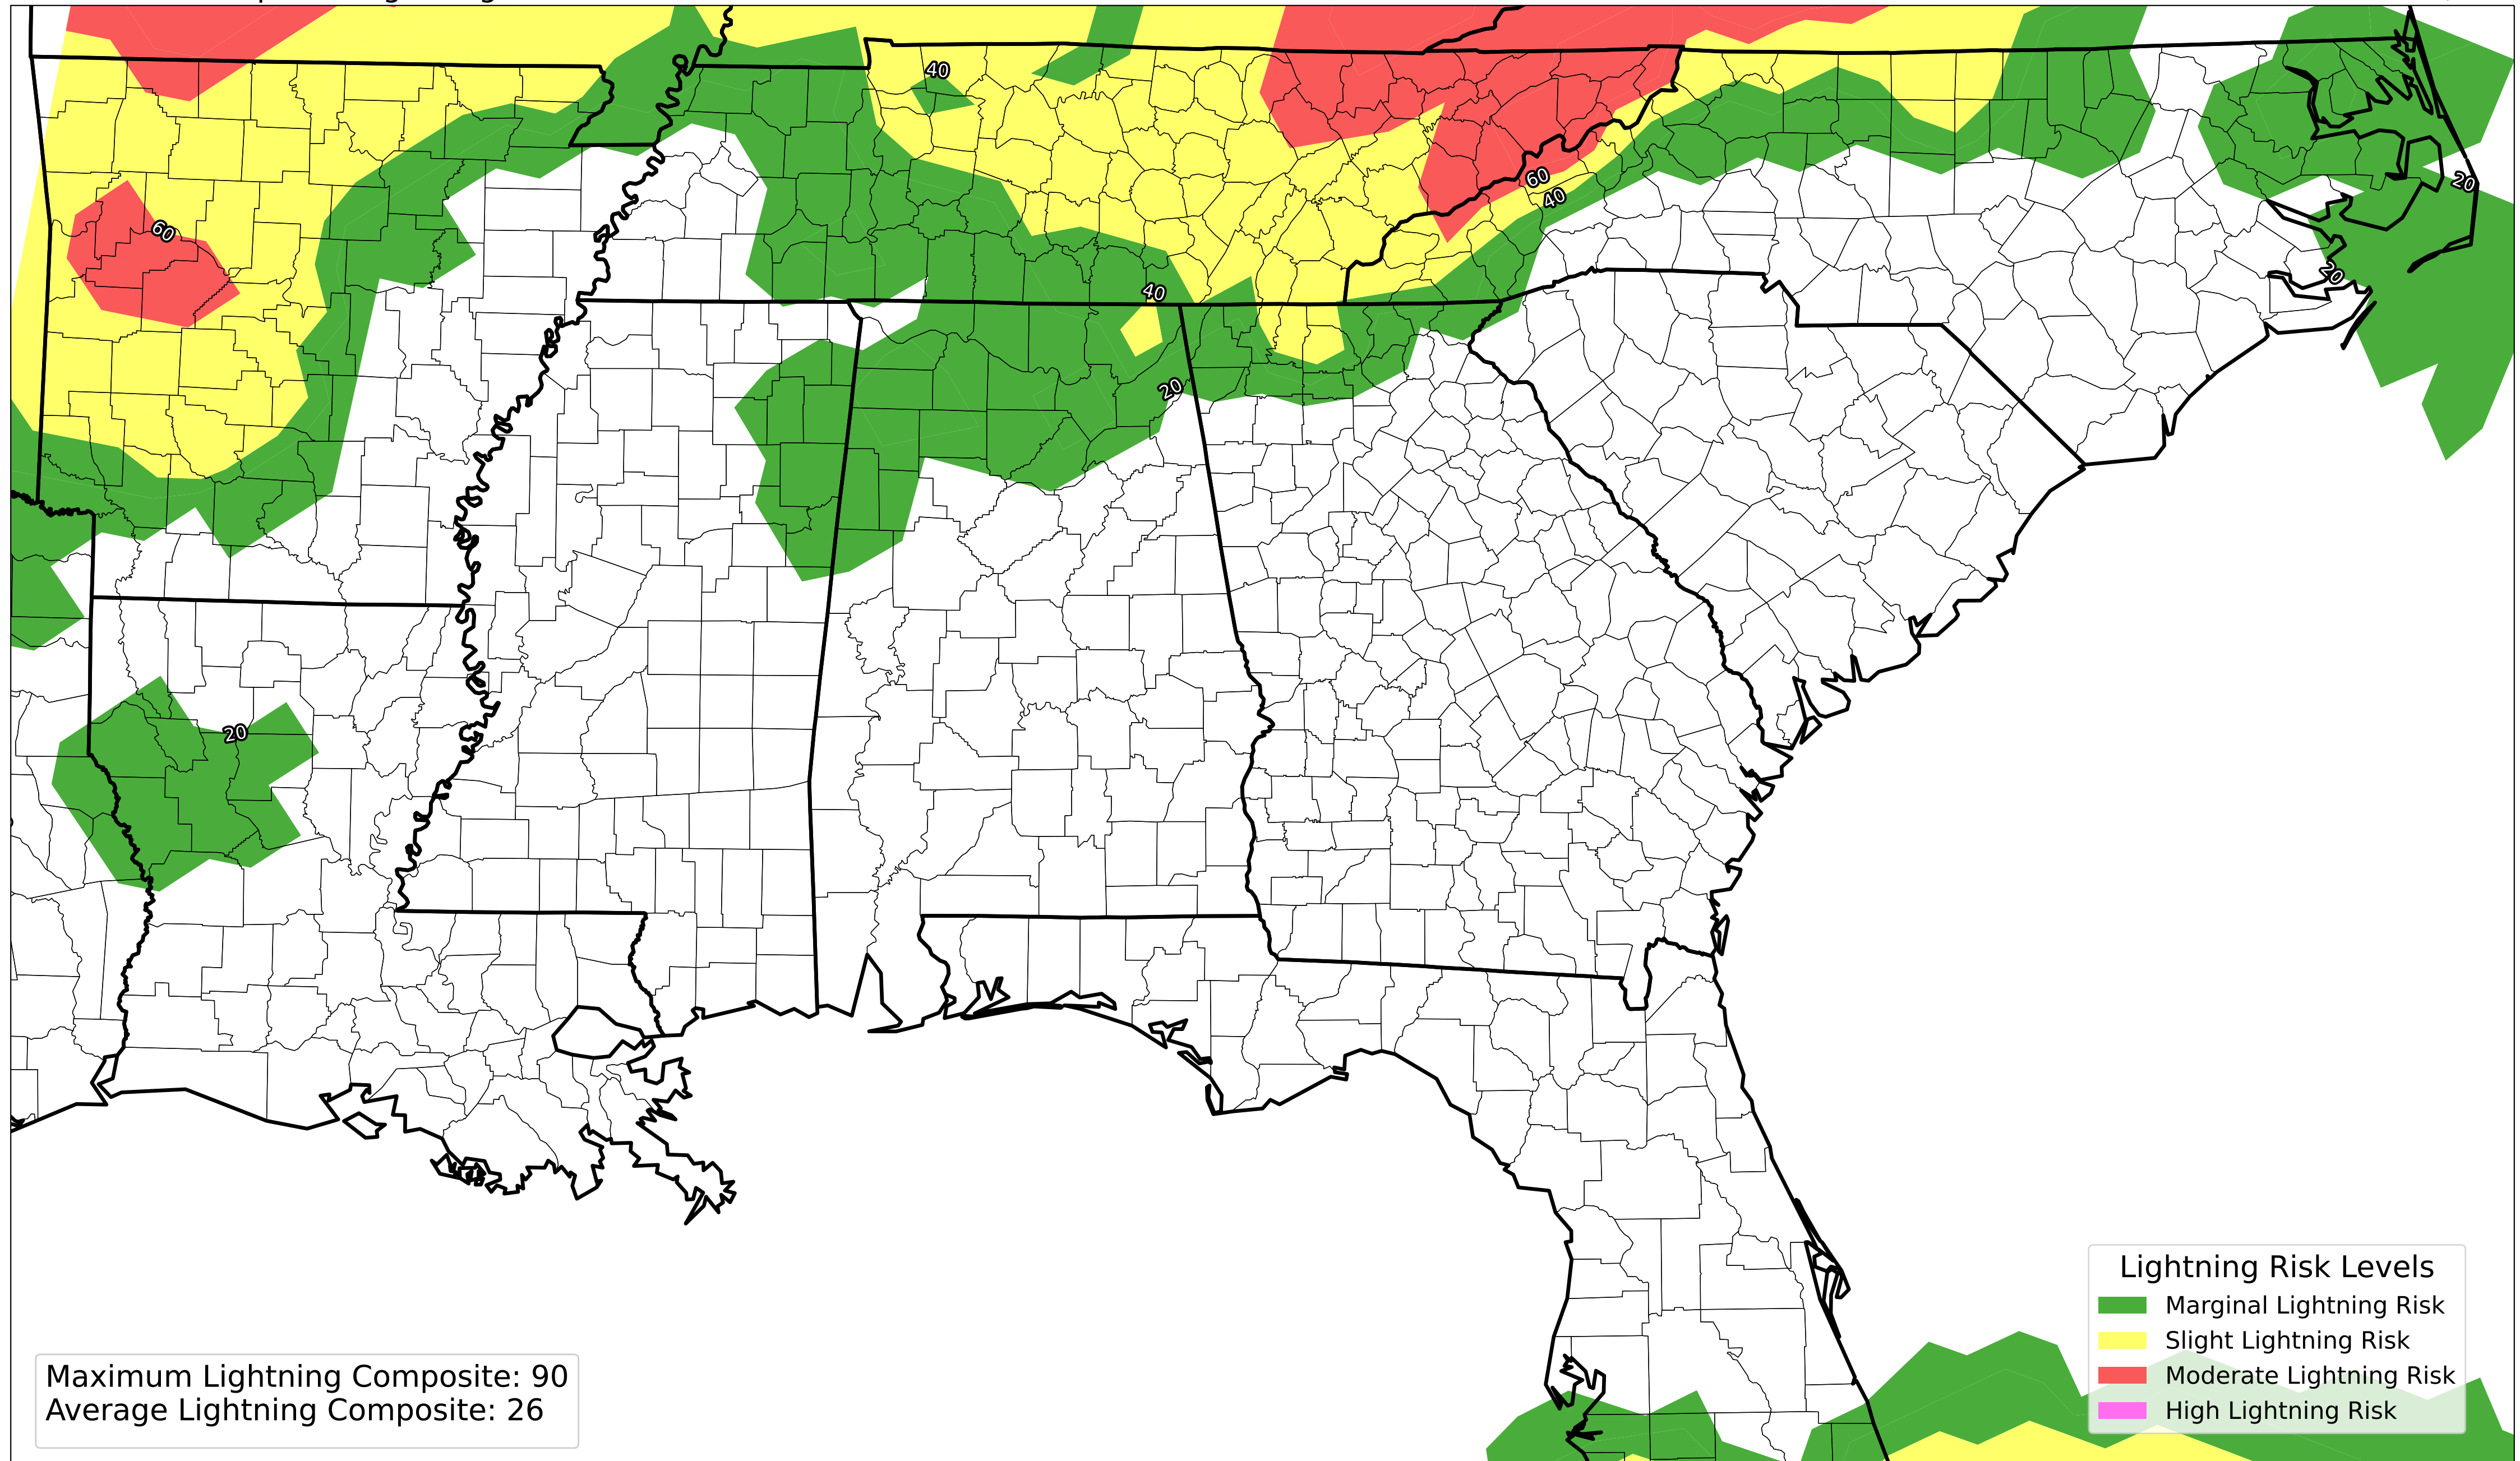 40
60
40
60
20
40
20
20
20
20
Lightning Risk Levels
Marginal Lightning Risk
Slight Lightning Risk
Moderate Lightning Risk
High Lightning Risk
Maximum Lightning Composite: 90
Average Lightning Composite: 26